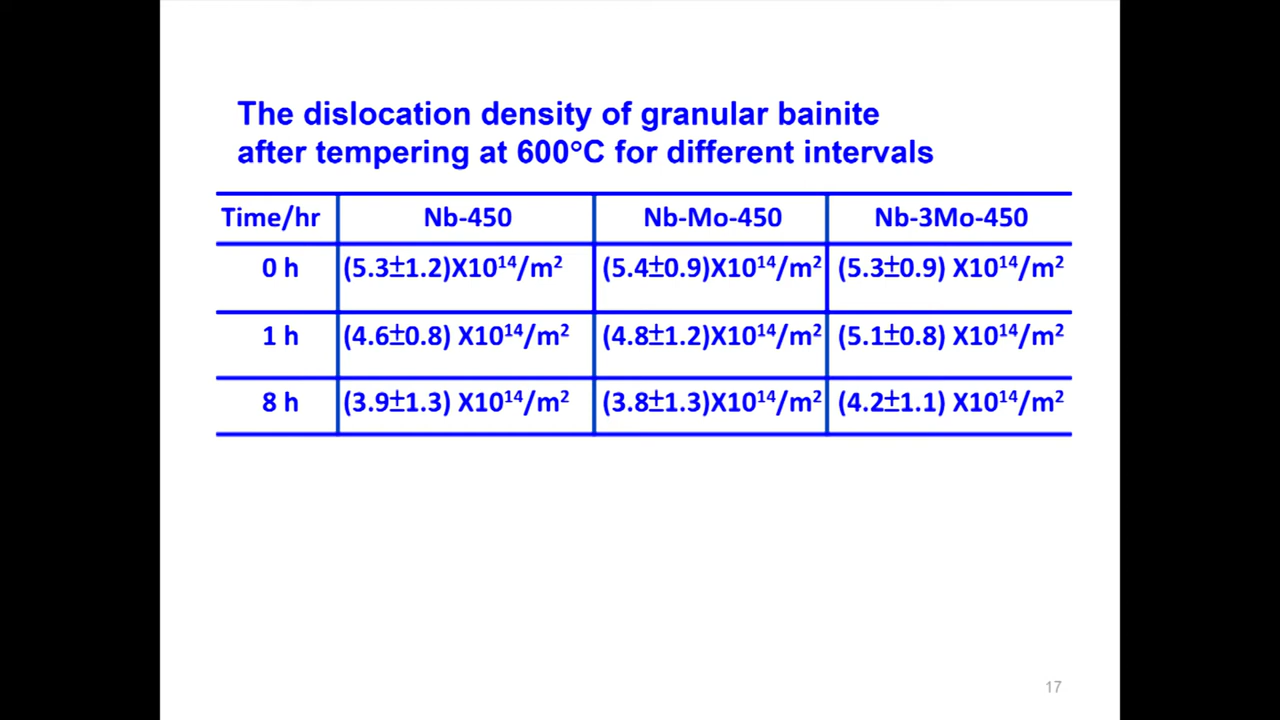 The dislocation density of granular bainite
after tempering at 600°C for different intervals
Time/hr Nb-450 Nb-Mo-450 Nb-3Mo-450
0 h (5.3±1.2)X10¹⁴/m² (5.4±0.9)X10¹⁴/m² (5.3±0.9) X10¹⁴/m²
1 h (4.6±0.8) X10¹⁴/m² (4.8±1.2)X10¹⁴/m² (5.1±0.8) X10¹⁴/m²
8 h (3.9±1.3) X10¹⁴/m² (3.8±1.3)X10¹⁴/m² (4.2±1.1) X10¹⁴/m²
17